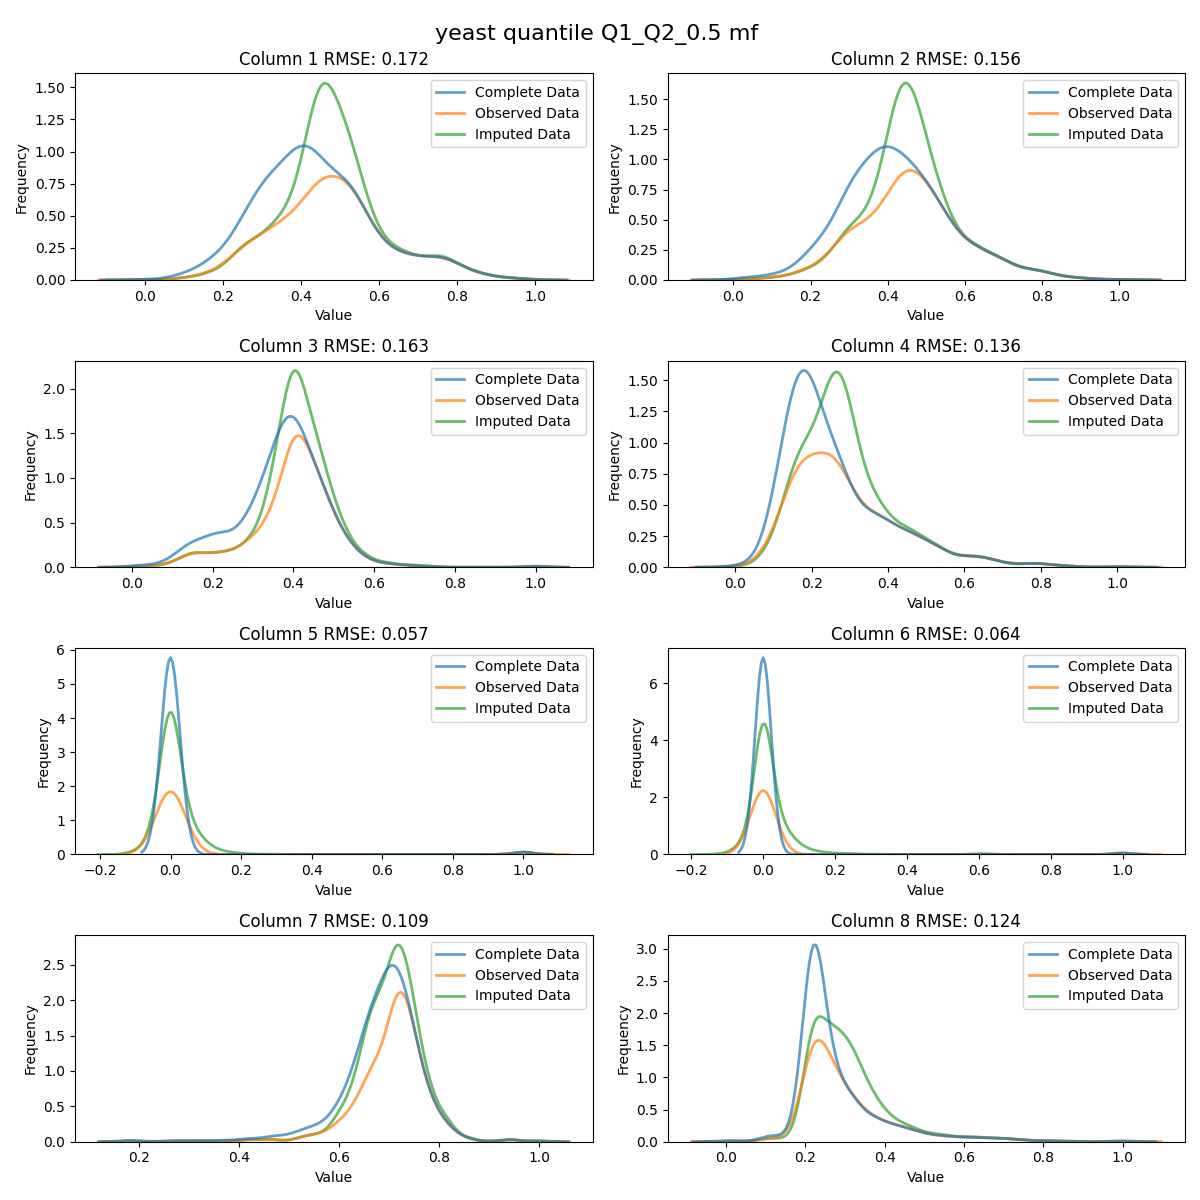 yeast quantile Q1_Q2_0.5 mf
Column 1 RMSE: 0.172
Complete Data
Observed Data
Imputed Data
Frequency
1.50
1.25
1.00
0.75
0.50
0.25
0.00
0.0 0.2 0.4 0.6 0.8 1.0
Value
Column 2 RMSE: 0.156
Complete Data
Observed Data
Imputed Data
Frequency
1.50
1.25
1.00
0.75
0.50
0.25
0.00
0.0 0.2 0.4 0.6 0.8 1.0
Value
Column 3 RMSE: 0.163
Complete Data
Observed Data
Imputed Data
Frequency
2.0
1.5
1.0
0.5
0.0
0.0 0.2 0.4 0.6 0.8 1.0
Value
Column 4 RMSE: 0.136
Complete Data
Observed Data
Imputed Data
Frequency
1.50
1.25
1.00
0.75
0.50
0.25
0.00
0.0 0.2 0.4 0.6 0.8 1.0
Value
Column 5 RMSE: 0.057
Complete Data
Observed Data
Imputed Data
Frequency
6
5
4
3
2
1
0
−0.2 0.0 0.2 0.4 0.6 0.8 1.0
Value
Column 6 RMSE: 0.064
Complete Data
Observed Data
Imputed Data
Frequency
6
4
2
0
−0.2 0.0 0.2 0.4 0.6 0.8 1.0
Value
Column 7 RMSE: 0.109
Complete Data
Observed Data
Imputed Data
Frequency
2.5
2.0
1.5
1.0
0.5
0.0
0.2 0.4 0.6 0.8 1.0
Value
Column 8 RMSE: 0.124
Complete Data
Observed Data
Imputed Data
Frequency
3.0
2.5
2.0
1.5
1.0
0.5
0.0
0.0 0.2 0.4 0.6 0.8 1.0
Value